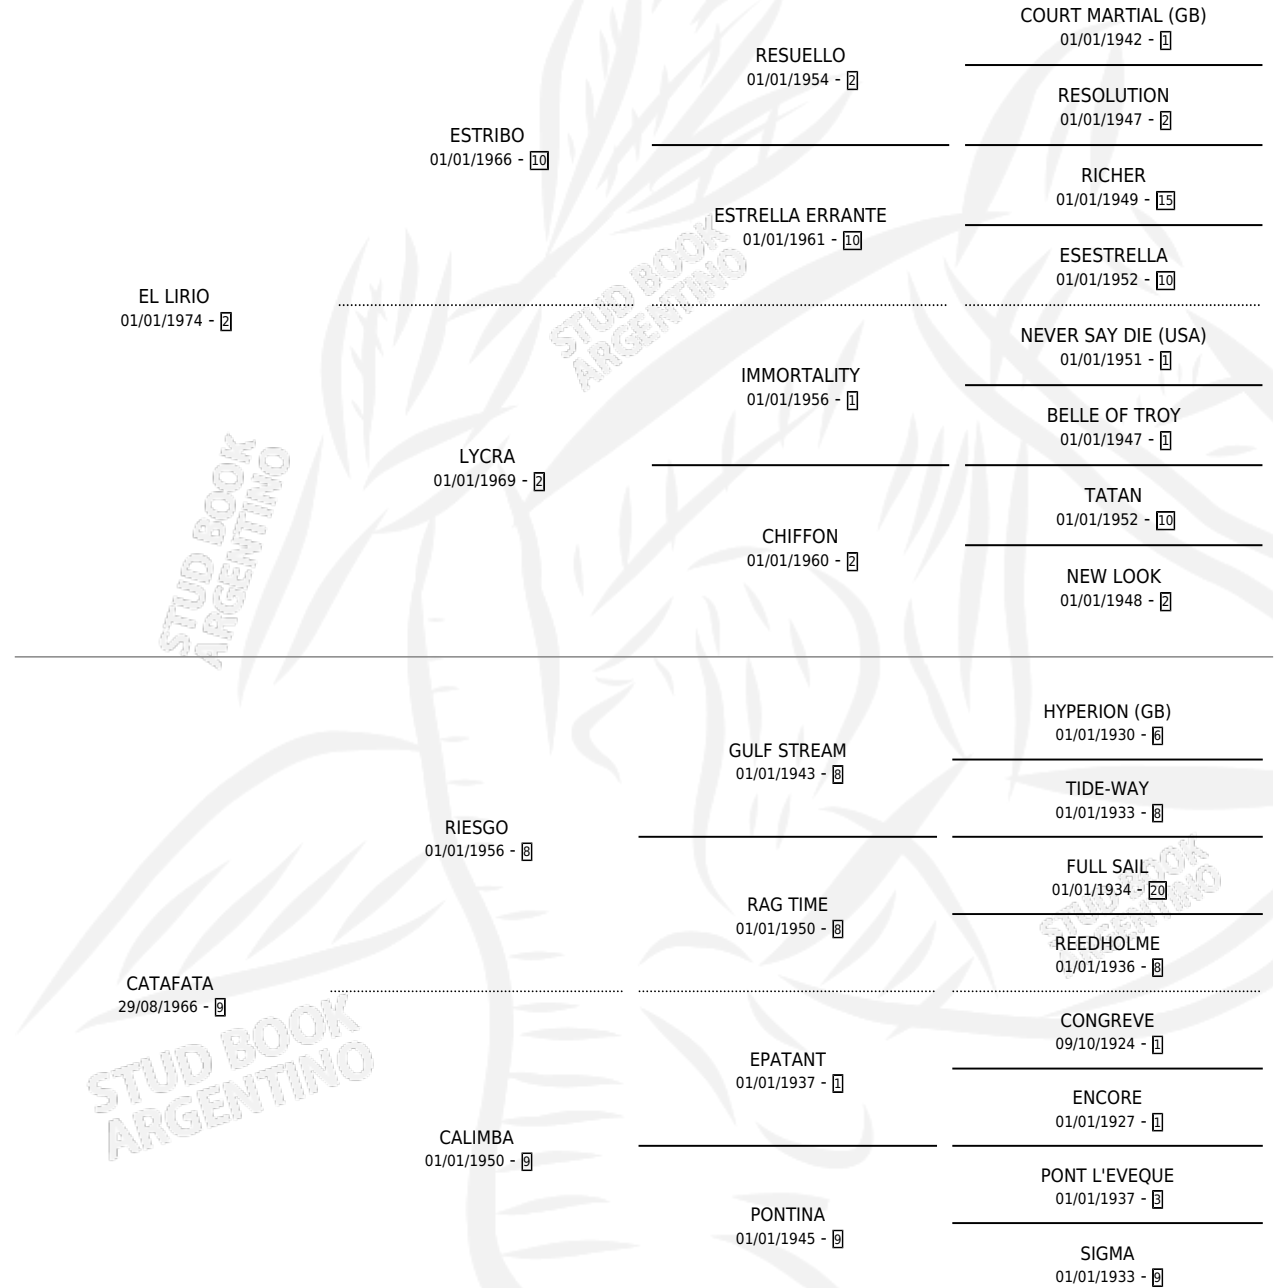 COURT MARTIAL (GB)
01/01/1942 - 1
RESUELLO
01/01/1954 - 2
RESOLUTION
01/01/1947 - 2
ESTRIBO
01/01/1966 - 10
RICHER
01/01/1949 - 15
ESTRELLA ERRANTE
01/01/1961 - 10
ESESTRELLA
01/01/1952 - 10
EL LIRIO
01/01/1974 - 2
NEVER SAY DIE (USA)
01/01/1951 - 1
IMMORTALITY
01/01/1956 - 1
BELLE OF TROY
01/01/1947 - 1
LYCRA
01/01/1969 - 2
TATAN
01/01/1952 - 10
CHIFFON
01/01/1960 - 2
NEW LOOK
01/01/1948 - 2
HYPERION (GB)
01/01/1930 - 6
GULF STREAM
01/01/1943 - 8
TIDE-WAY
01/01/1933 - 8
RIESGO
01/01/1956 - 8
FULL SAIL
01/01/1934 - 20
RAG TIME
01/01/1950 - 8
REEDHOLME
01/01/1936 - 8
CATAFATA
29/08/1966 - 9
CONGREVE
09/10/1924 - 1
EPATANT
01/01/1937 - 1
ENCORE
01/01/1927 - 1
CALIMBA
01/01/1950 - 9
PONT L'EVEQUE
01/01/1937 - 3
PONTINA
01/01/1945 - 9
SIGMA
01/01/1933 - 9
STUD BOOK
ARGENTINO
STUD BOOK
ARGENTINO
STUD BOOK
ARGENTINO
STUD BOOK
ARGENTINO